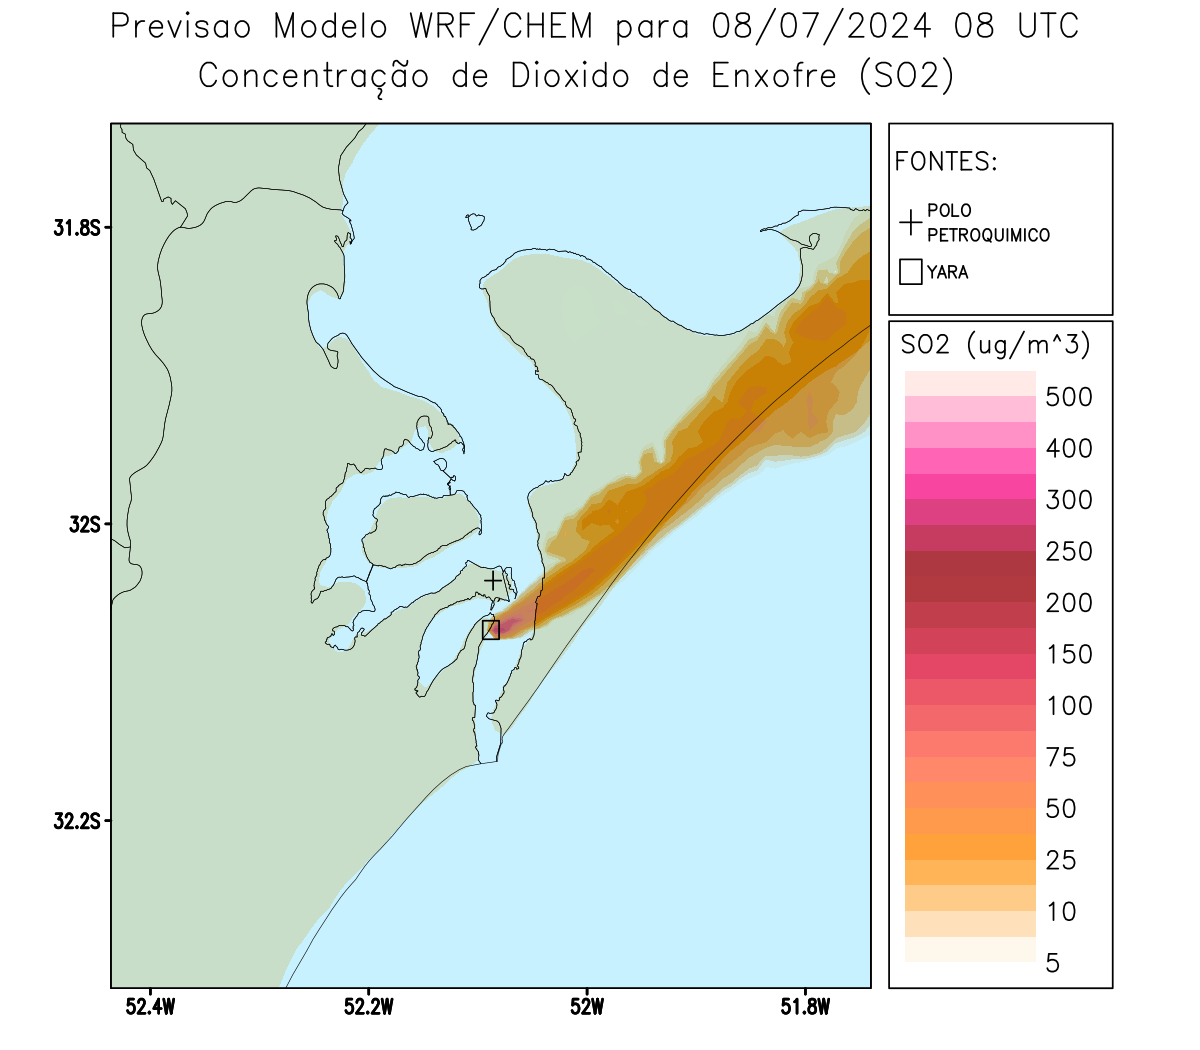 Previsao Modelo WRF/CHEM para 08/07/2024 08 UTC
Concentração de Dioxido de Enxofre (SO2)
FONTES:
POLO
PETROQUIMICO
YARA
31.8S
32S
32.2S
52.4W
52.2W
52W
51.8W
SO2 (ug/m^3)
500
400
300
250
200
150
100
75
50
25
10
5